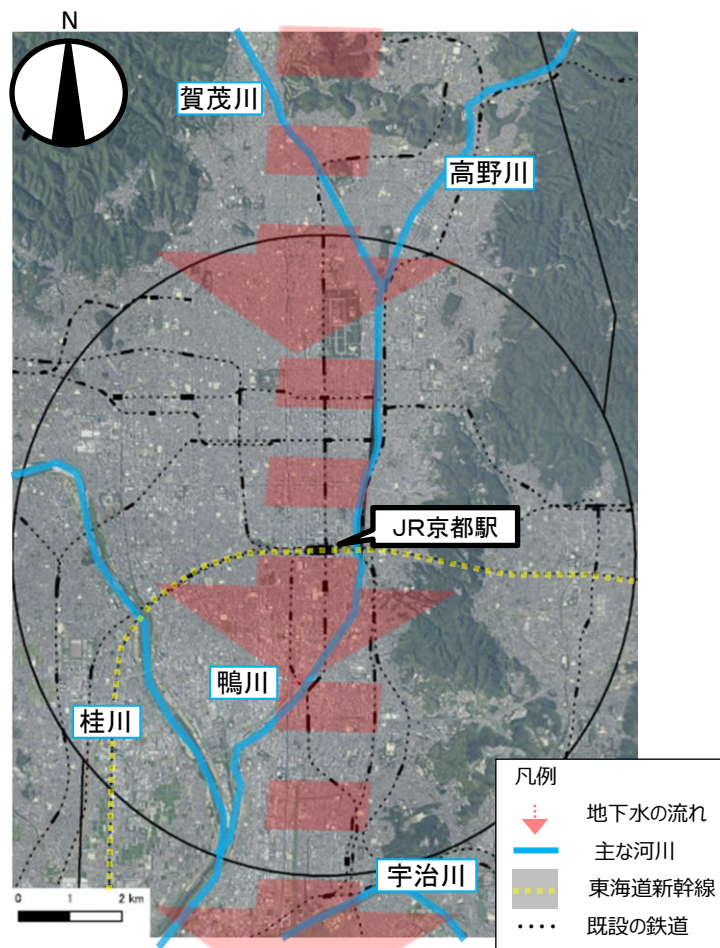 N
賀茂川
高野川
JR京都駅
鴨川
桂川
宇治川
0 1 2 km
凡例
地下水の流れ
主な河川
東海道新幹線
既設の鉄道